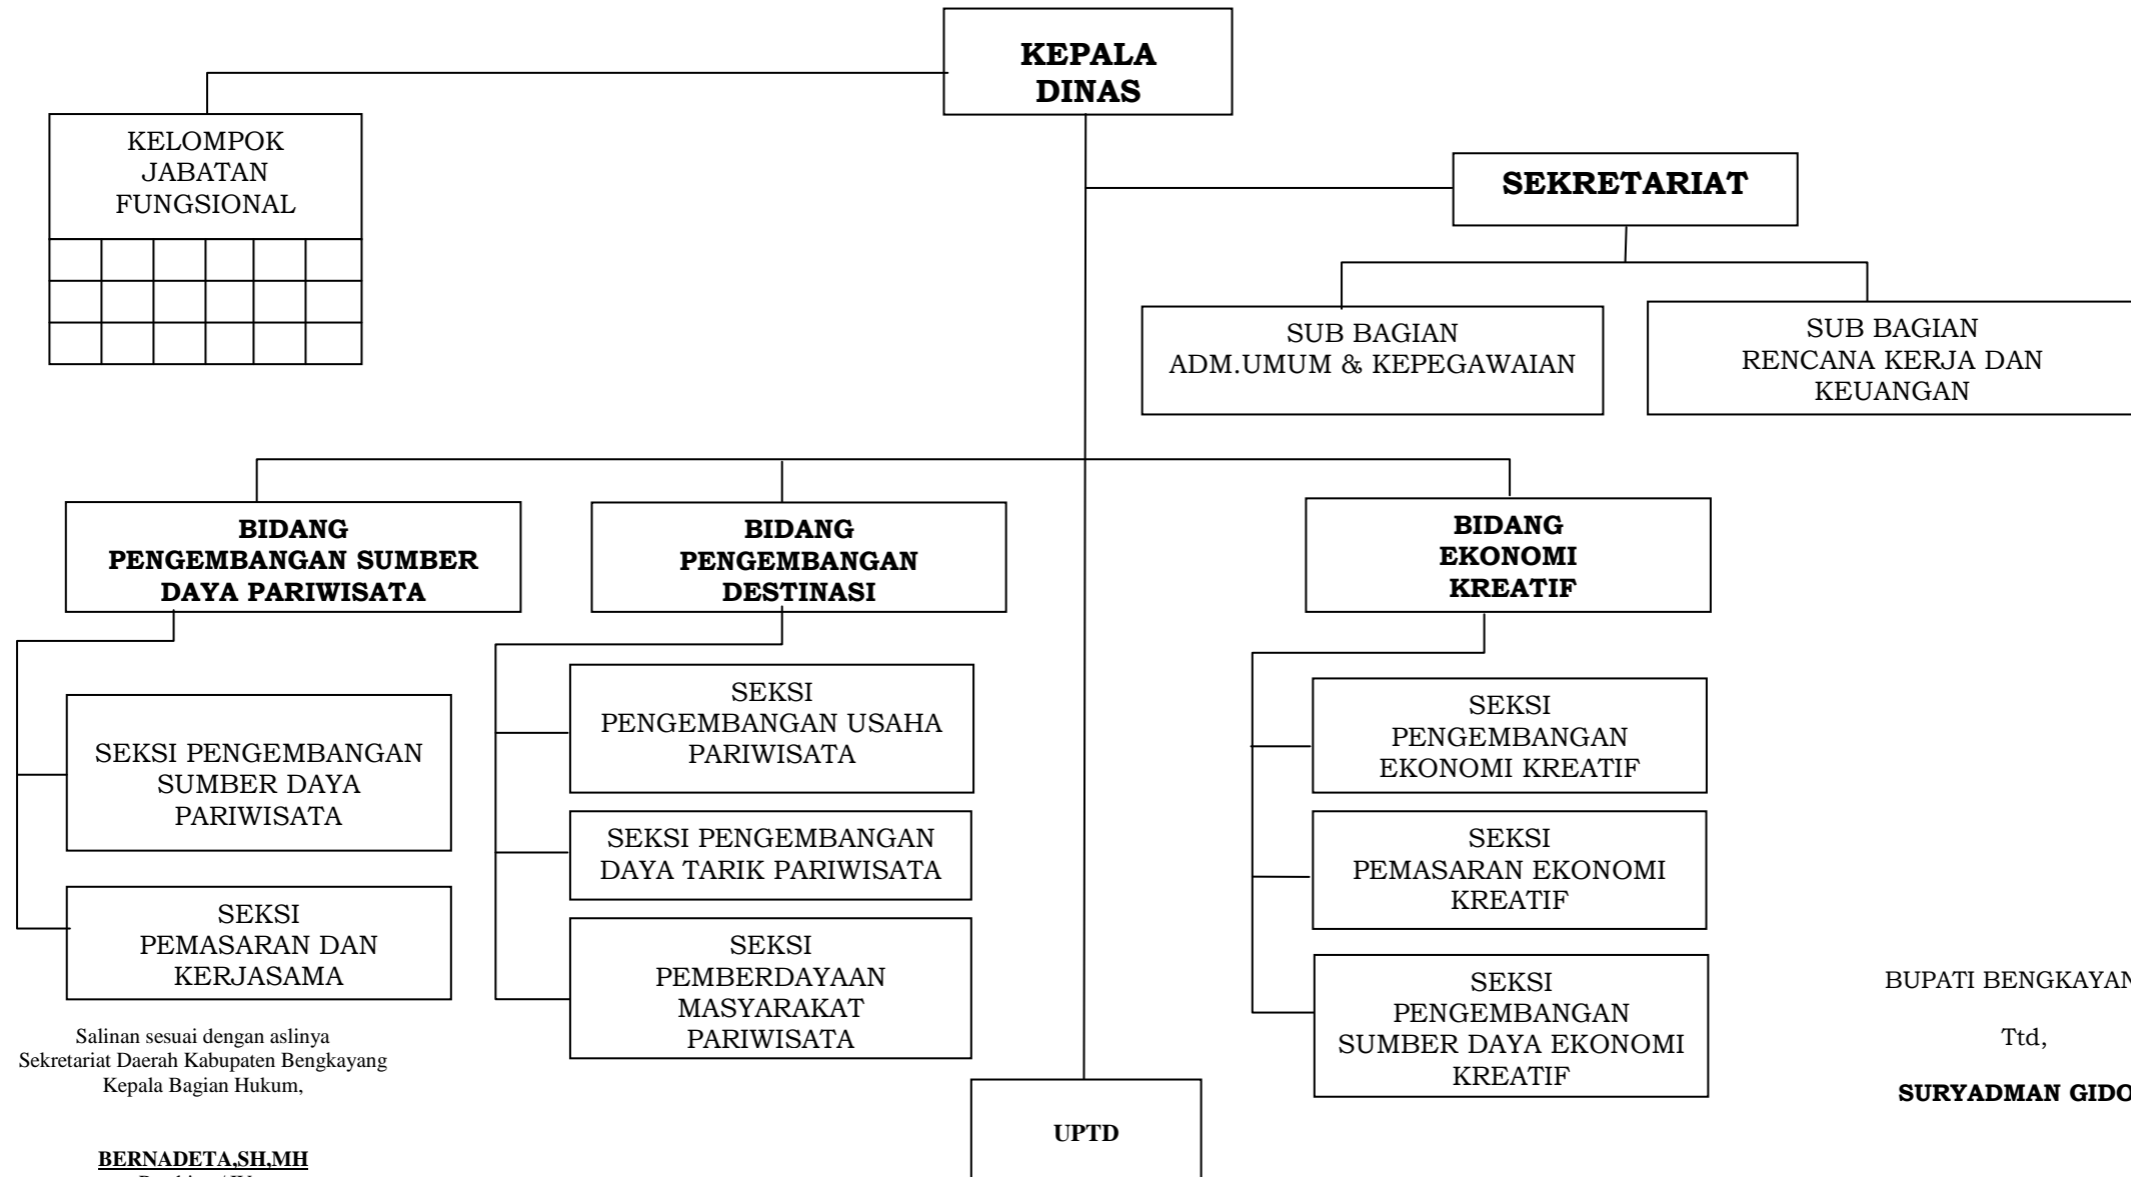 KEPALA
DINAS
KELOMPOK
JABATAN
FUNGSIONAL
SEKRETARIAT
SUB BAGIAN
ADM.UMUM & KEPEGAWAIAN
SUB BAGIAN
RENCANA KERJA DAN
KEUANGAN
BIDANG
PENGEMBANGAN SUMBER
DAYA PARIWISATA
BIDANG
PENGEMBANGAN
DESTINASI
BIDANG
EKONOMI
KREATIF
SEKSI PENGEMBANGAN
SUMBER DAYA
PARIWISATA
SEKSI
PEMASARAN DAN
KERJASAMA
SEKSI
PENGEMBANGAN USAHA
PARIWISATA
SEKSI PENGEMBANGAN
DAYA TARIK PARIWISATA
SEKSI
PEMBERDAYAAN
MASYARAKAT
PARIWISATA
SEKSI
PENGEMBANGAN
EKONOMI KREATIF
SEKSI
PEMASARAN EKONOMI
KREATIF
SEKSI
PENGEMBANGAN
SUMBER DAYA EKONOMI
KREATIF
UPTD
Salinan sesuai dengan aslinya
Sekretariat Daerah Kabupaten Bengkayang
Kepala Bagian Hukum,
BERNADETA,SH,MH
BUPATI BENGKAYAN
Ttd,
SURYADMAN GIDO